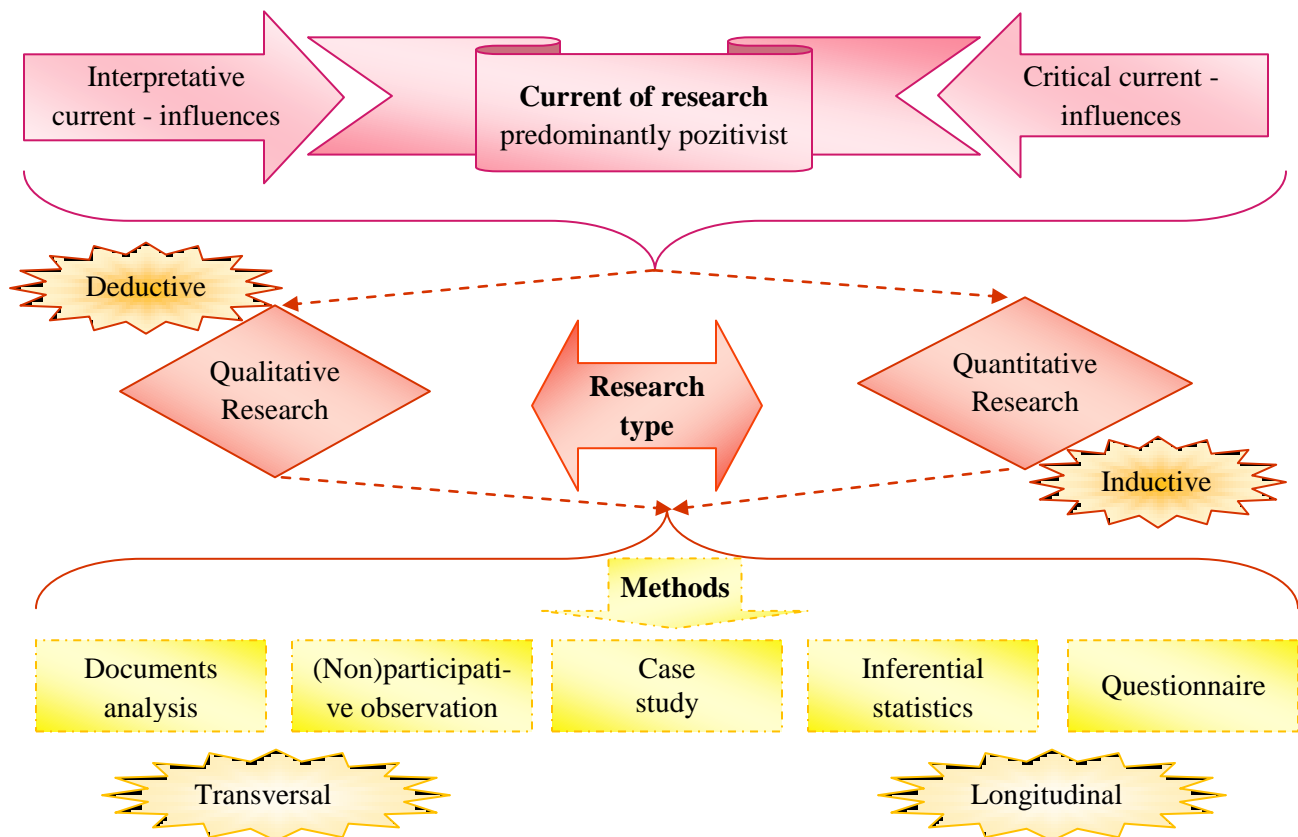 Interpretative
current - influences
Current of research
predominantly pozitivist
Critical current -
influences
Deductive
Qualitative
Research
Research
type
Quantitative
Research
Inductive
Methods
Documents
analysis
(Non)participati-
ve observation
Case
study
Inferential
statistics
Questionnaire
Transversal
Longitudinal